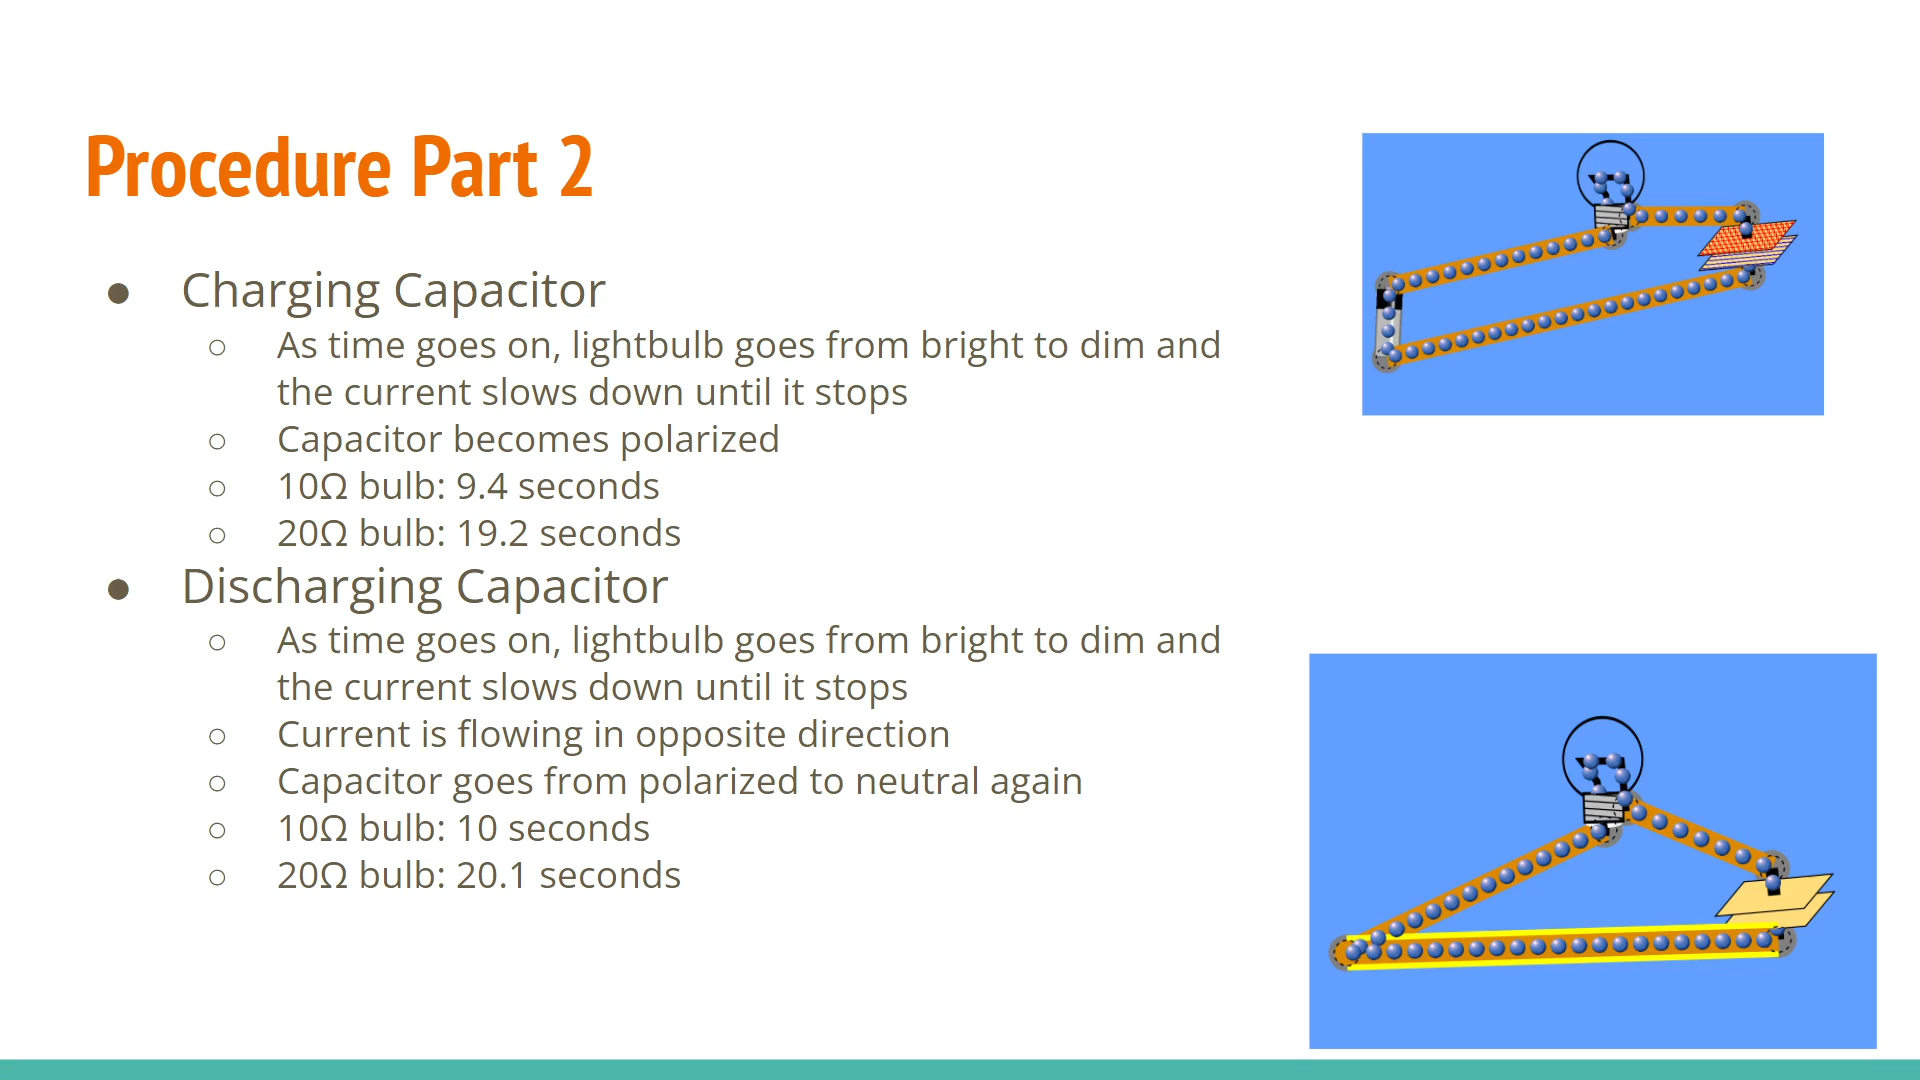 Procedure Part 2
● Charging Capacitor
○ As time goes on, lightbulb goes from bright to dim and
the current slows down until it stops
○ Capacitor becomes polarized
○ 10Ω bulb: 9.4 seconds
○ 20Ω bulb: 19.2 seconds
● Discharging Capacitor
○ As time goes on, lightbulb goes from bright to dim and
the current slows down until it stops
○ Current is flowing in opposite direction
○ Capacitor goes from polarized to neutral again
○ 10Ω bulb: 10 seconds
○ 20Ω bulb: 20.1 seconds